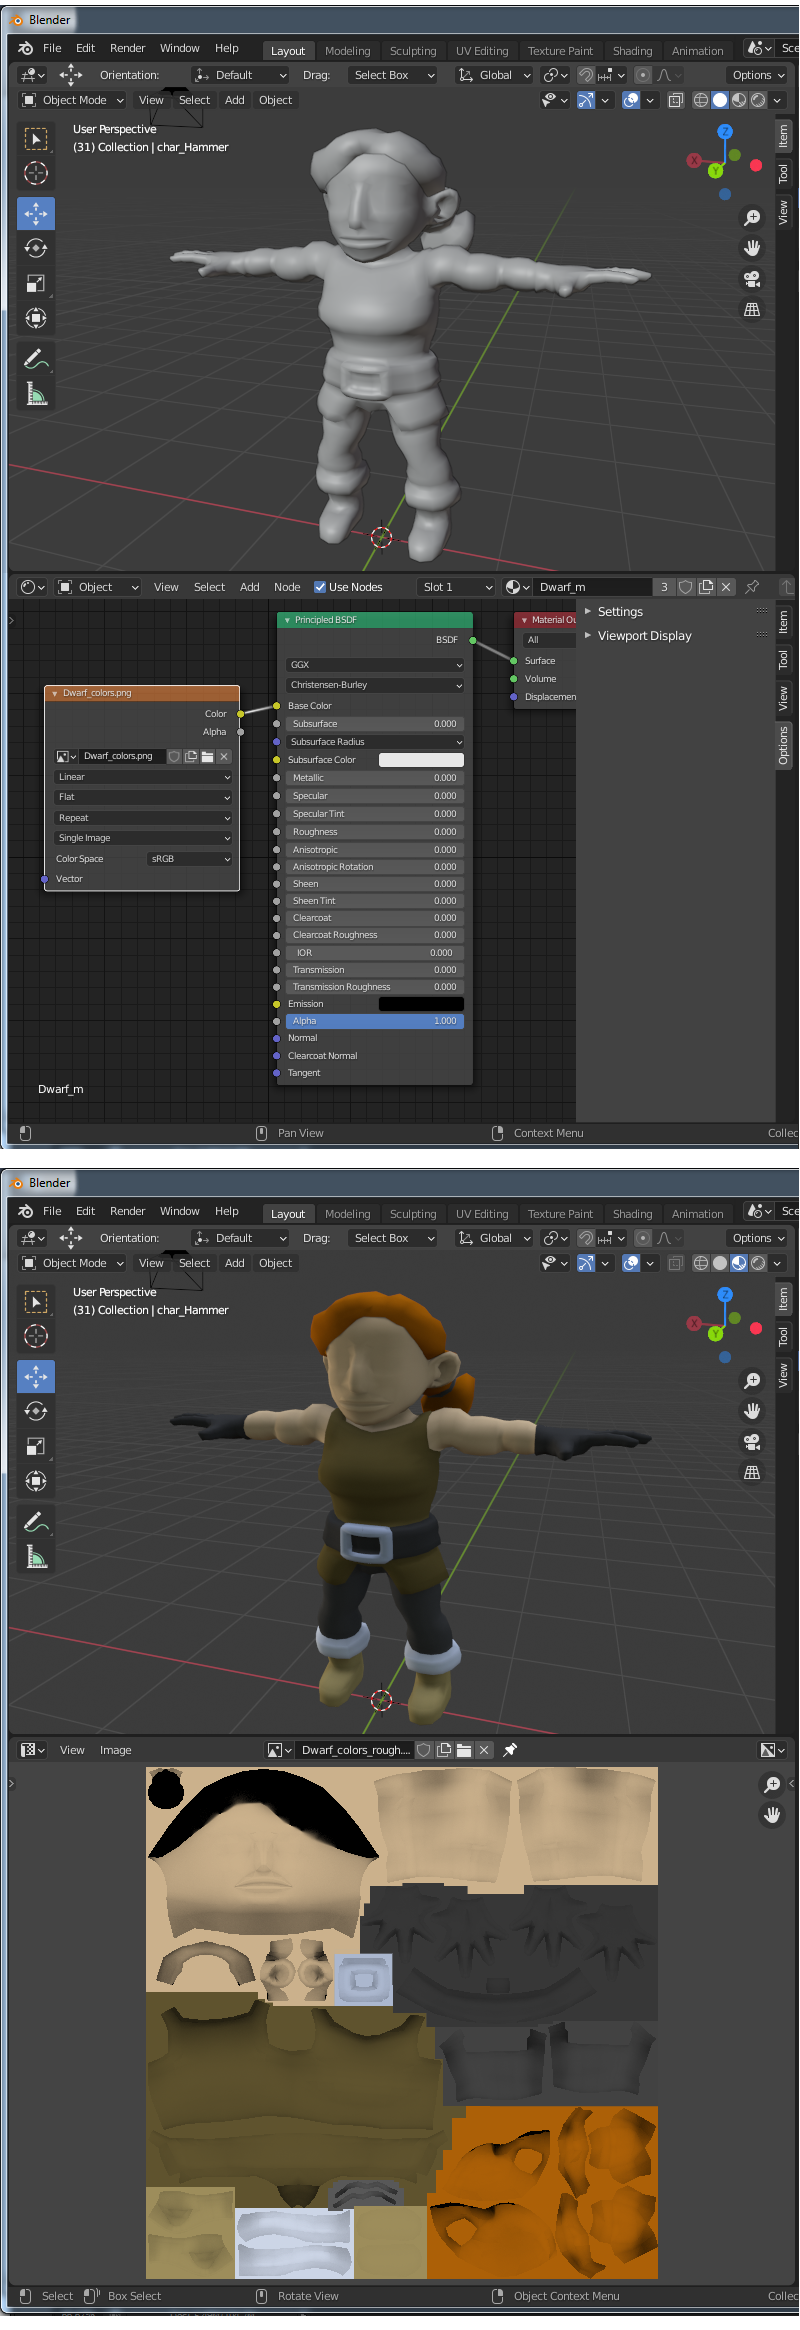 Blender
File Edit Render Window Help Layout Modeling Sculpting UV Editing Texture Paint Shading Animation Sce
Orientation: Default Drag: Select Box Global Options
Object Mode View Select Add Object
User Perspective
(31) Collection | char_Hammer
Z
X
Y
Item
Tool
View
Object View Select Add Node Use Nodes Slot 1 Dwarf_m 3
Settings
Viewport Display
Item
Tool
View
Options
Principled BSDF
BSDF
GGX
Christensen-Burley
Base Color
Subsurface 0.000
Subsurface Radius
Subsurface Color
Metallic 0.000
Specular 0.000
Specular Tint 0.000
Roughness 0.000
Anisotropic 0.000
Anisotropic Rotation 0.000
Sheen 0.000
Sheen Tint 0.000
Clearcoat 0.000
Clearcoat Roughness 0.000
IOR 0.000
Transmission 0.000
Transmission Roughness 0.000
Emission
Alpha 1.000
Normal
Clearcoat Normal
Tangent
Material Ou
All
Surface
Volume
Displacemen
Dwarf_colors.png
Color
Alpha
Dwarf_colors.png
Linear
Flat
Repeat
Single Image
Color Space sRGB
Vector
Dwarf_m
Pan View Context Menu Collec
Blender
File Edit Render Window Help Layout Modeling Sculpting UV Editing Texture Paint Shading Animation Sce
Orientation: Default Drag: Select Box Global Options
Object Mode View Select Add Object
User Perspective
(31) Collection | char_Hammer
Z
X
Y
Item
Tool
View
View Image Dwarf_colors_rough....
Select Box Select Rotate View Object Context Menu Collec